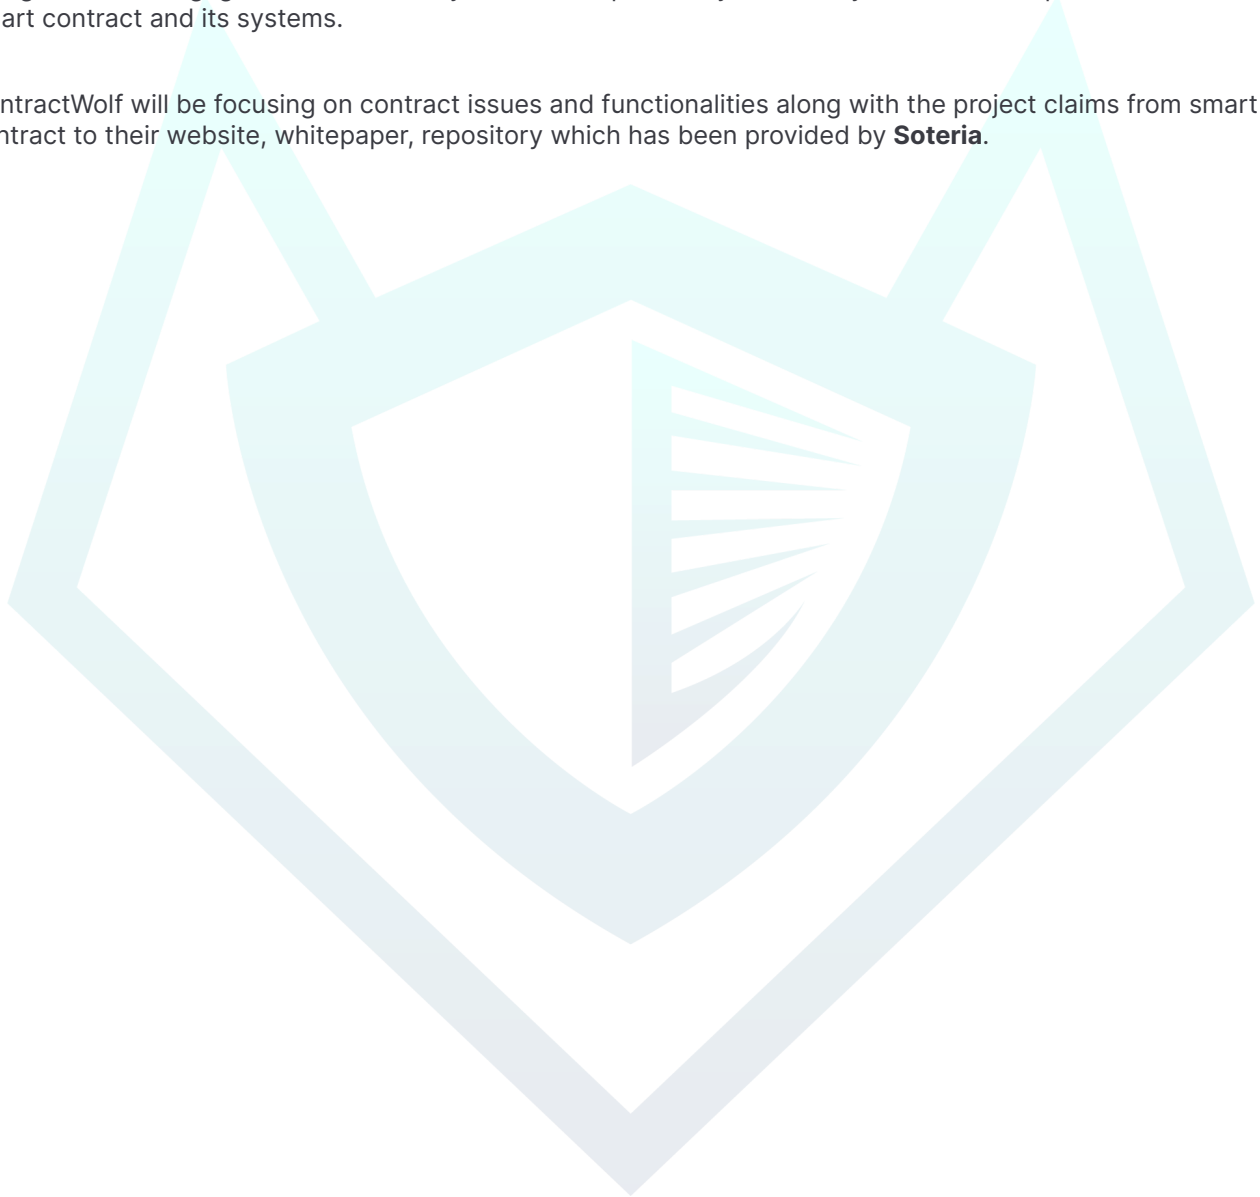 art contract and its systems.
ntractWolf will be focusing on contract issues and functionalities along with the project claims from smart
ntract to their website, whitepaper, repository which has been provided by Soteria.